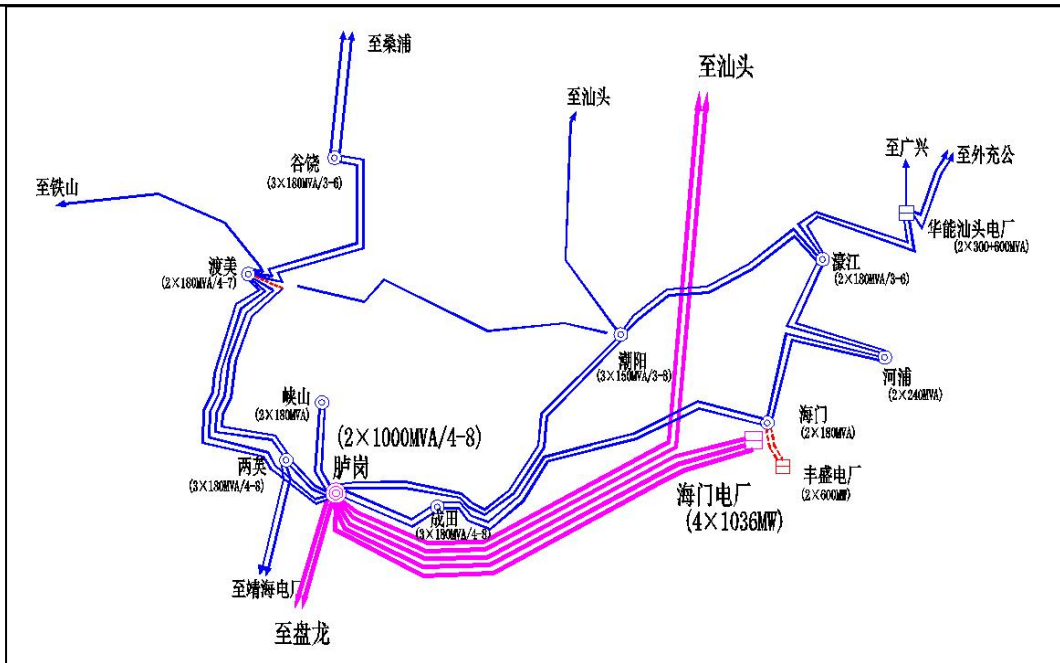 至桑浦
至汕头
至汕头
谷饶
(3×180MVA/3-6)
至广兴
至外充公
至铁山
华能汕头电厂
(2×300+600MVA)
渡美
(2×180MVA/4-7)
濠江
(2×180MVA/3-6)
潮阳
(3×150MVA/3-8)
河浦
(2×240MVA)
峡山
(2×180MVA)
海门
(2×180MVA)
(2×1000MVA/4-8)
胪岗
两英
(3×180MVA/4-8)
丰盛电厂
(2×600MW)
海门电厂
(4×1036MW)
成田
(3×180MVA/4-8)
至靖海电厂
至盘龙